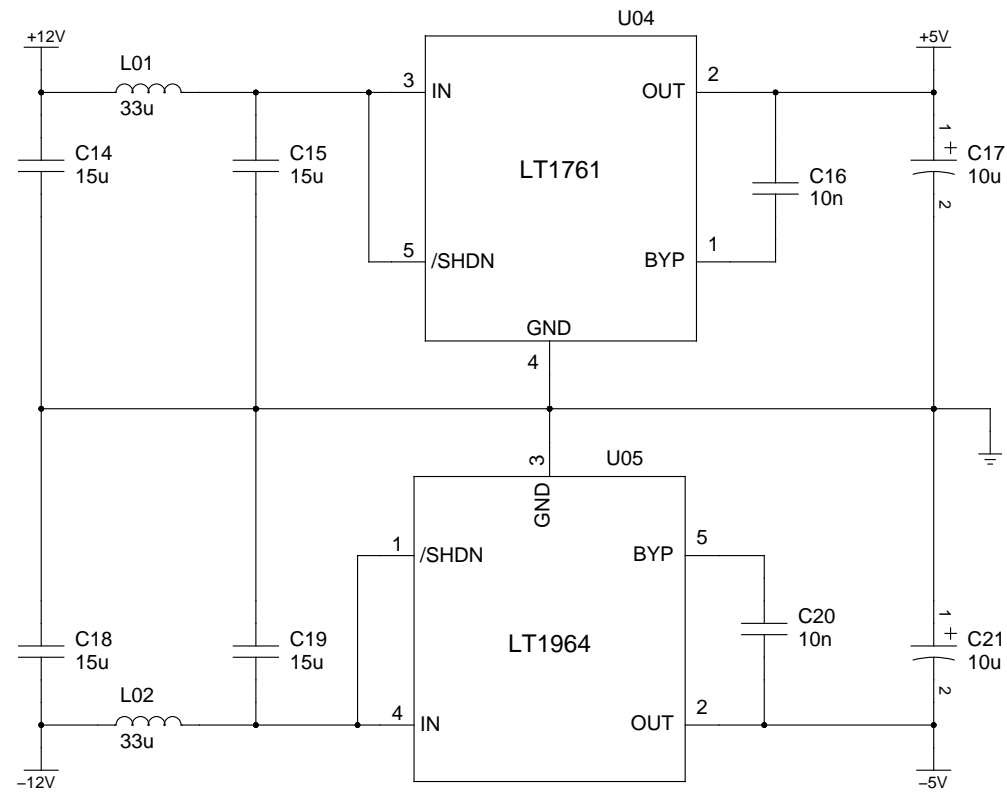 U04
+12V
+5V
L01
33u
3
IN
OUT
2
C14
15u
C15
15u
LT1761
C16
10n
1
+
C17
10u
2
5
/SHDN
BYP
1
GND
4
3
GND
U05
1
/SHDN
BYP
5
C18
15u
C19
15u
LT1964
C20
10n
1
+
C21
10u
2
L02
33u
4
IN
OUT
2
−12V
−5V